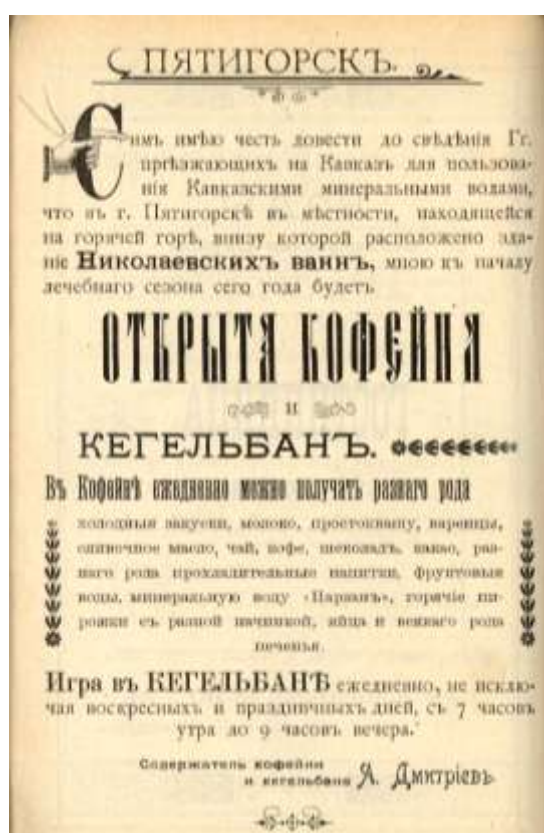 ПЯТИГОРСКЪ.
Симъ имѣю честь довести до свѣдѣнія Гг.
пріѣзжающихъ на Кавказъ для пользова-
нія Кавказскими минеральными водами,
что въ г. Пятигорскѣ въ мѣстности, находящейся
на горячей горѣ, внизу которой расположено зда-
ніе Николаевскихъ ваннъ, мною къ началу
лечебнаго сезона сего года будетъ
ОТКРЫТА КОФЕЙНЯ
и
КЕГЕЛЬБАНЪ.
Въ Кофейнѣ ежедневно можно получать разнаго рода
холодныя закуски, молоко, простоквашу, варенцы,
сливочное масло, чай, кофе, шеколадъ, какао, раз-
наго рода прохладительные напитки, фруктовыя
воды, минеральную воду «Нарзанъ», горячіе пи-
рожки съ разной начинкой, яйца и всякаго рода
печенья.
Игра въ КЕГЕЛЬБАНѢ ежедневно, не исклю-
чая воскресныхъ и праздничныхъ дней, съ 7 часовъ
утра до 9 часовъ вечера.
Содержатель кофейни
и кегельбана А. Дмитріевъ